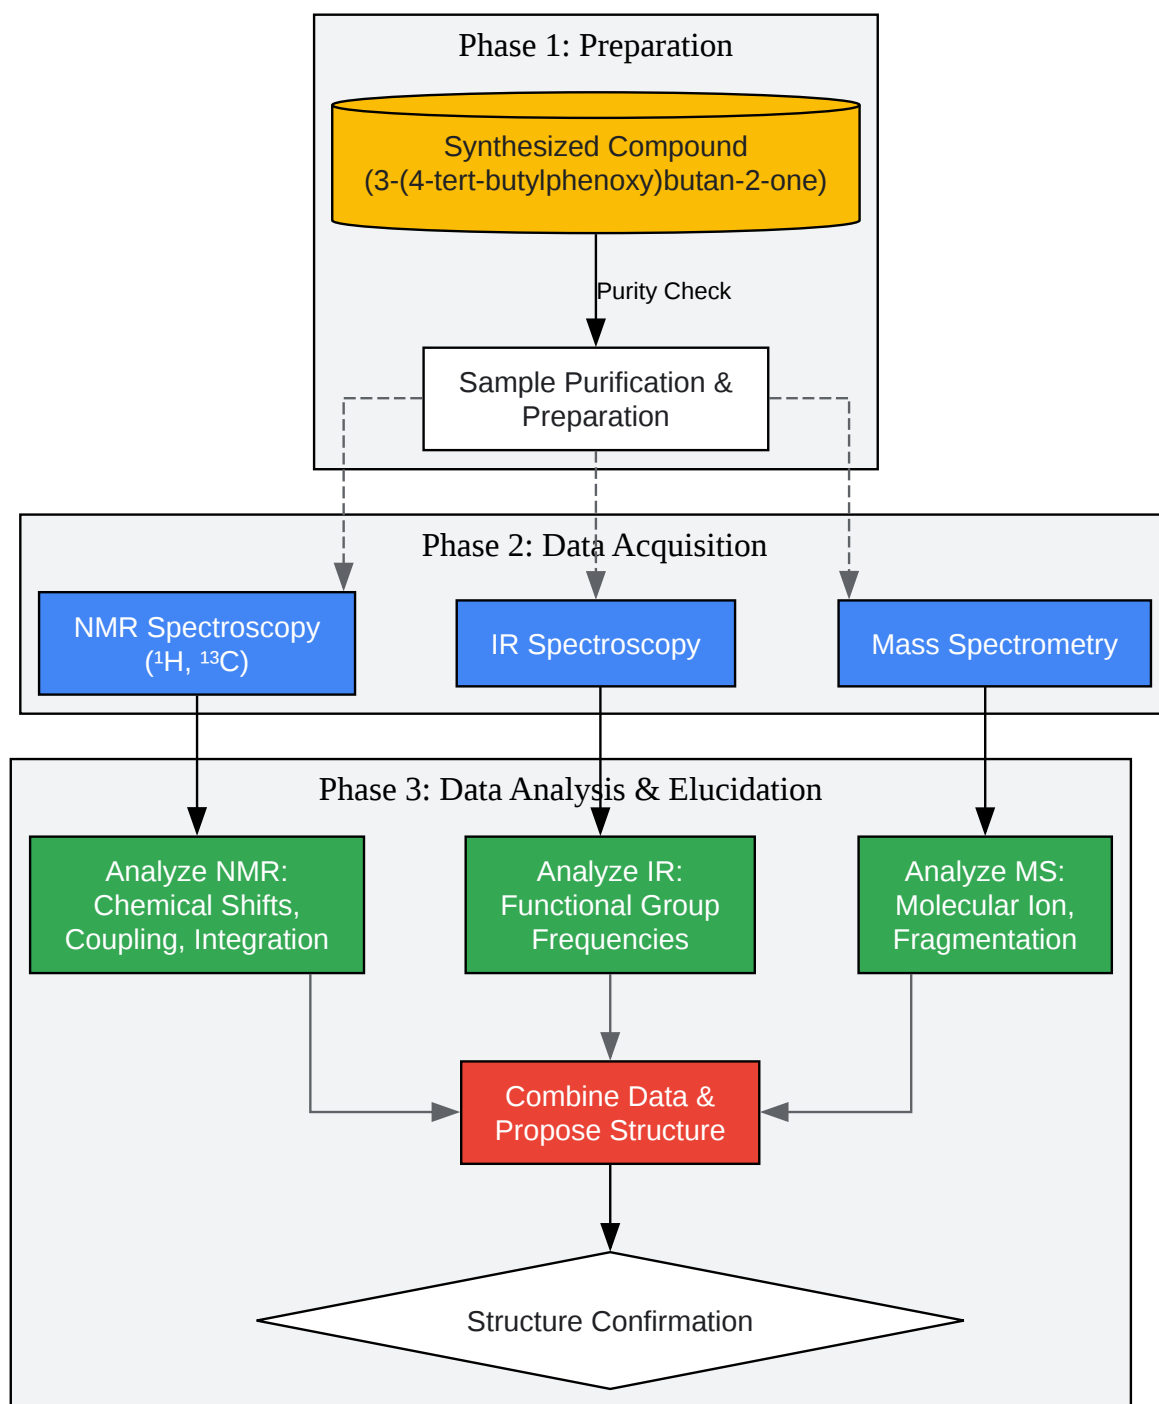 Phase 1: Preparation
Synthesized Compound
(3-(4-tert-butylphenoxy)butan-2-one)
Purity Check
Sample Purification &
Preparation
Phase 2: Data Acquisition
NMR Spectroscopy
(¹H, ¹³C)
IR Spectroscopy
Mass Spectrometry
Phase 3: Data Analysis & Elucidation
Analyze NMR:
Chemical Shifts,
Coupling, Integration
Analyze IR:
Functional Group
Frequencies
Analyze MS:
Molecular Ion,
Fragmentation
Combine Data &
Propose Structure
Structure Confirmation